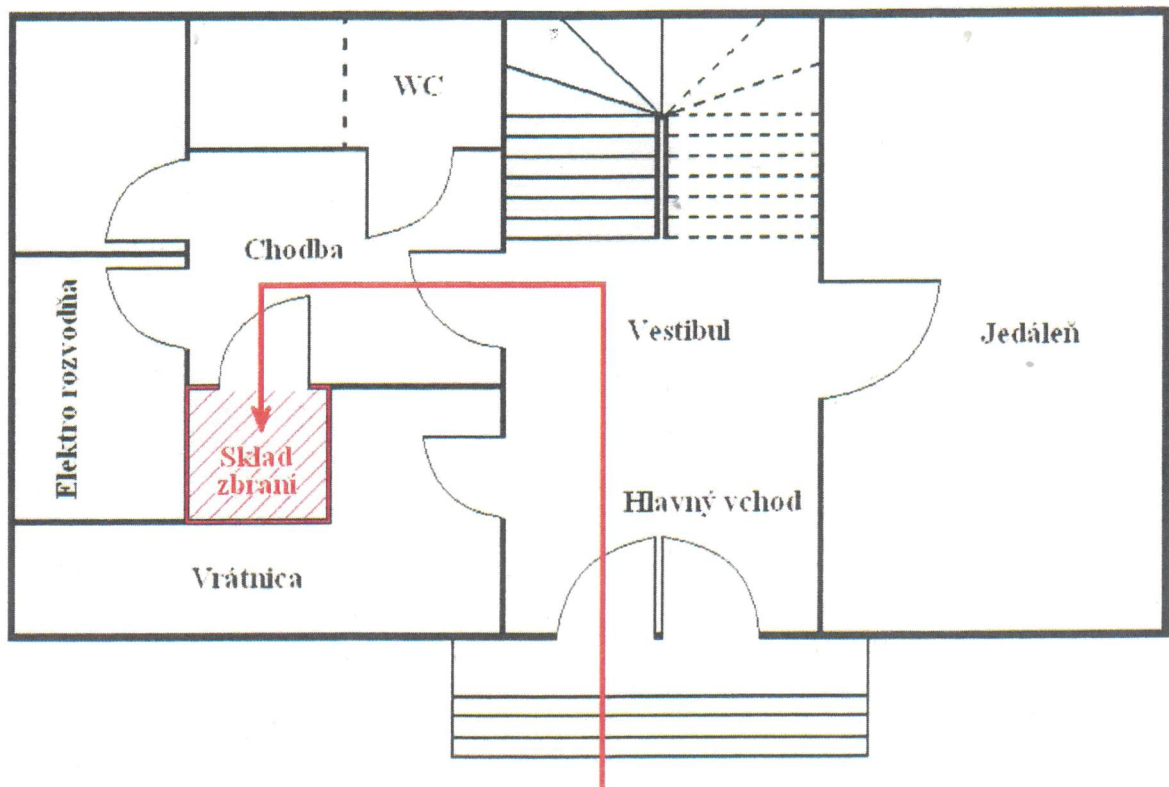 WC
Chodba
Vestibul
Jedáleň
Elektro rozvodňa
Sklad
zbraní
Hlavný vchod
Vrátnica